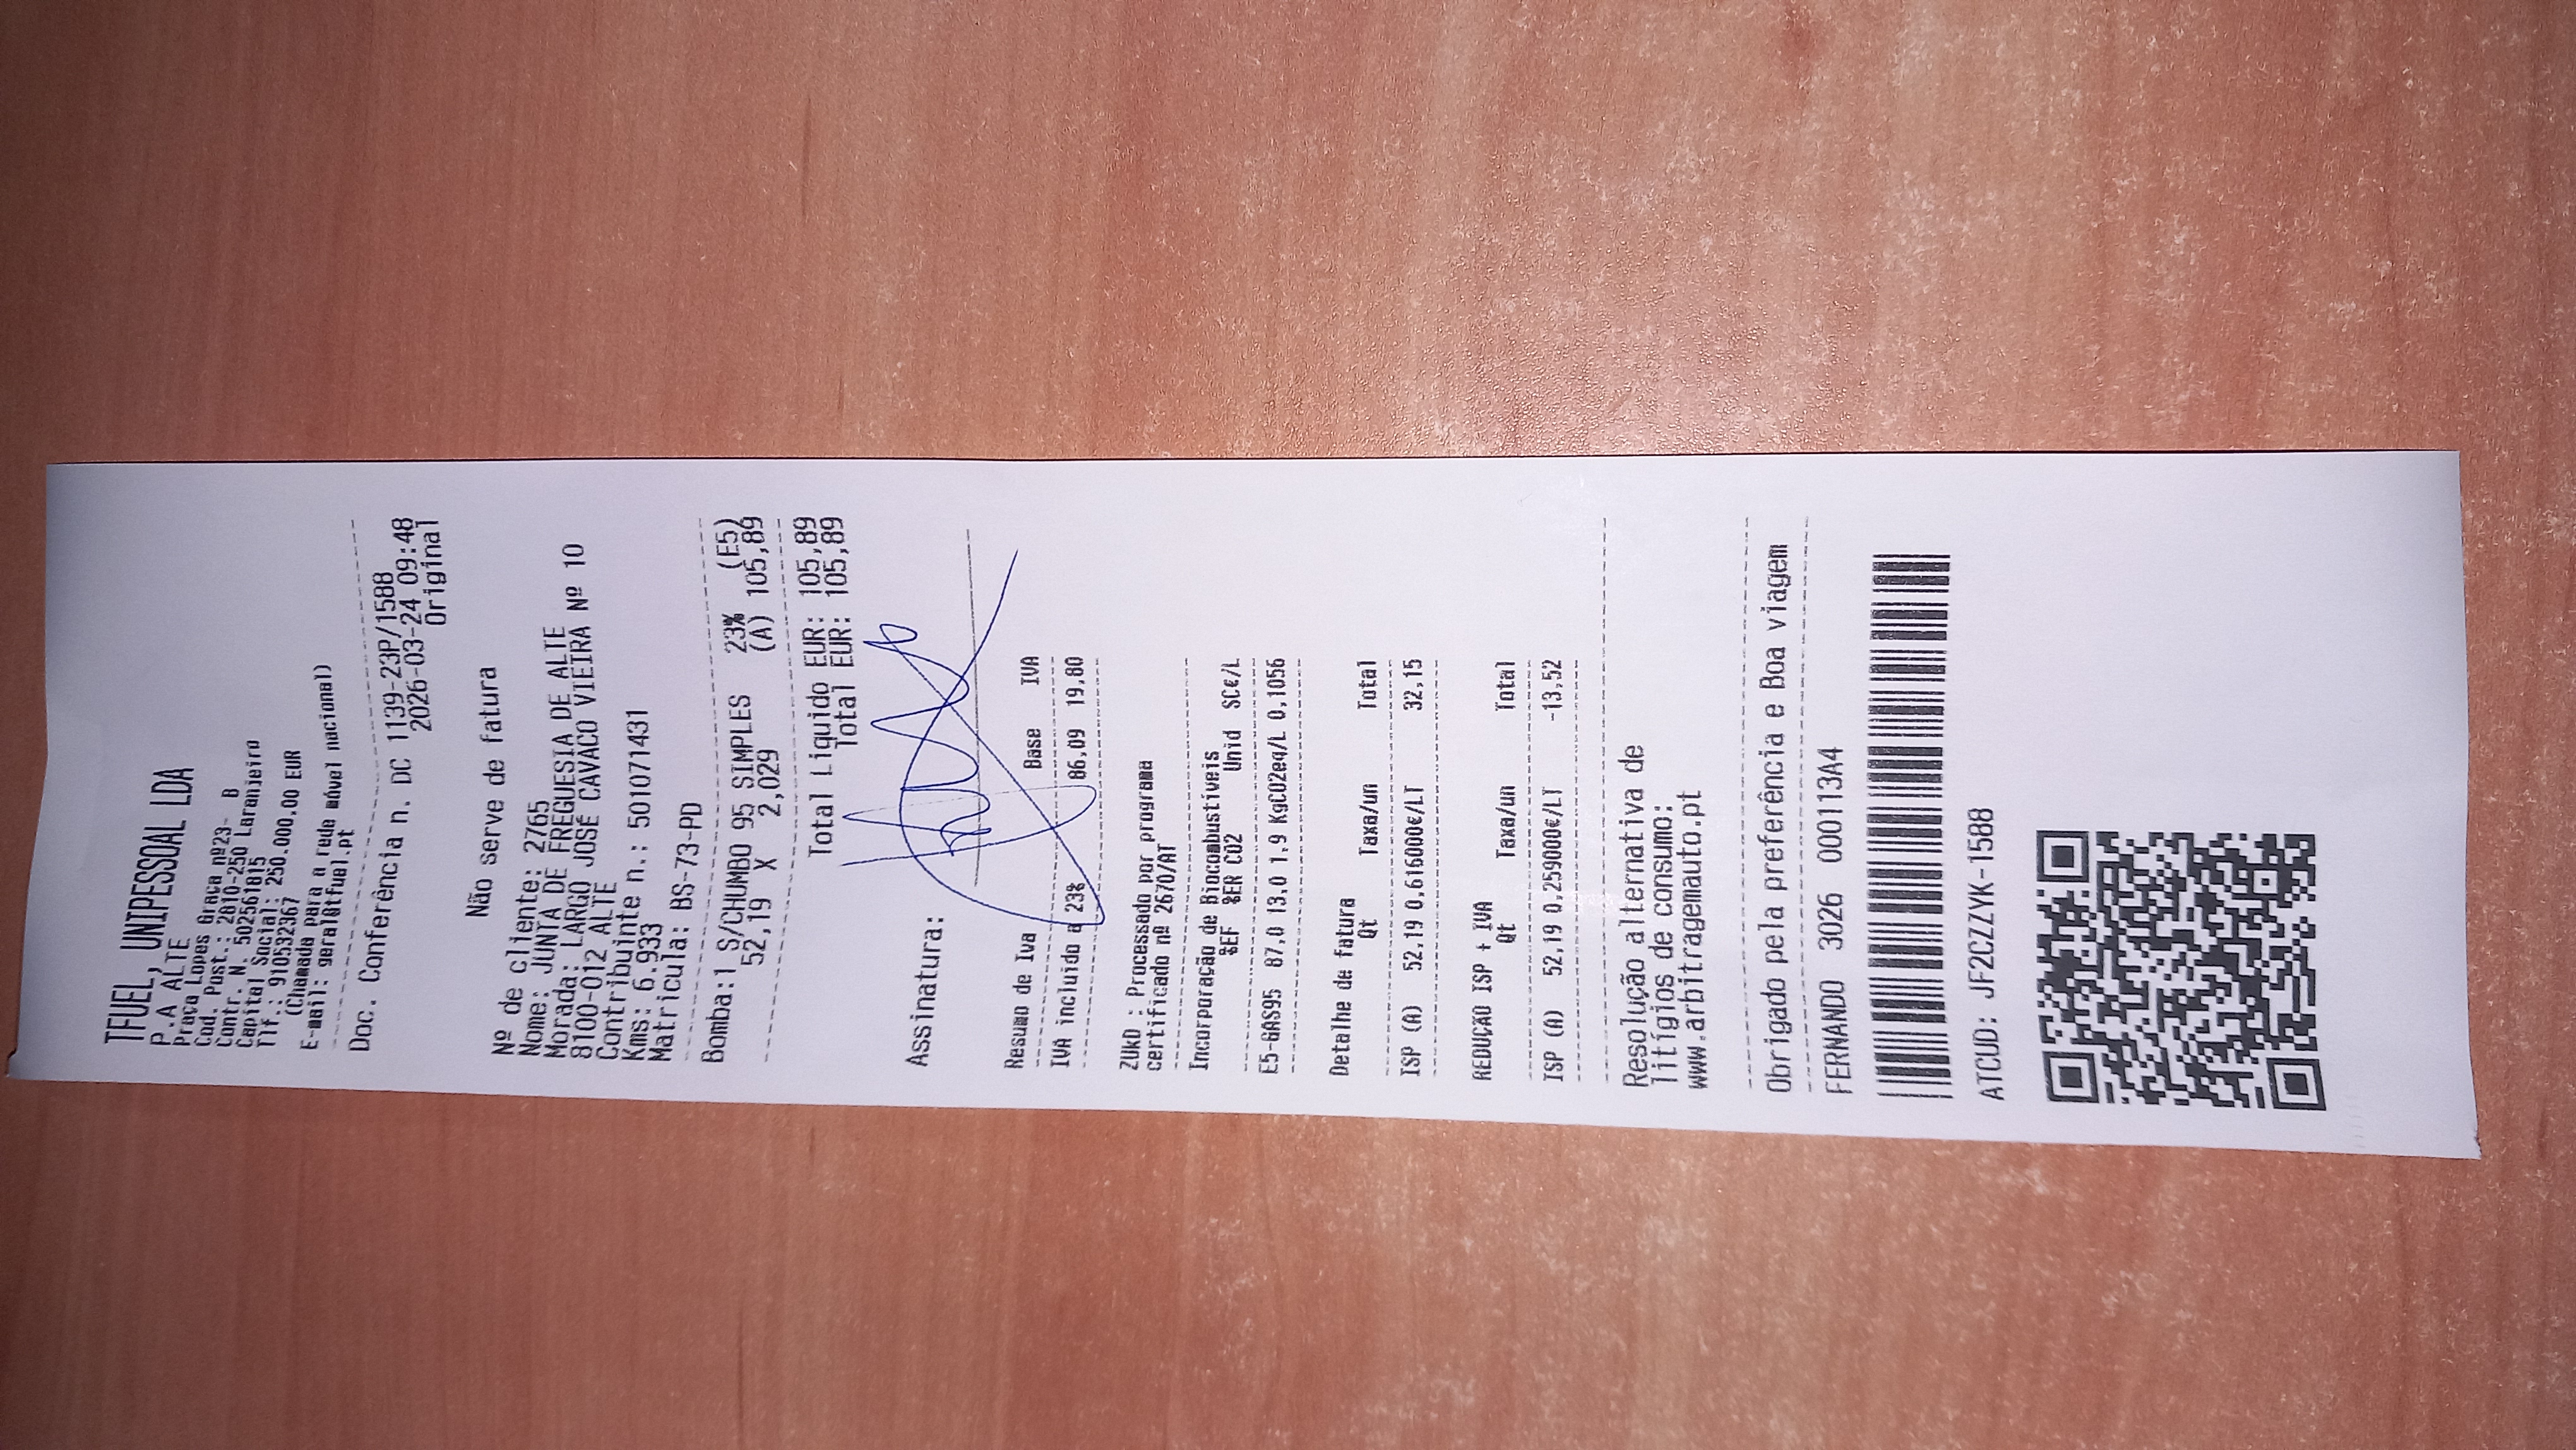 TFUEL, UNIPESSOAL LDA
P.A ALTE
Praça Lopes Graça nº23- B
Cod. Post.: 2810-250 Laranjeiro
Contr. N. 502561815
Capital Social: 250.000,00 EUR
Tlf.: 910532367
(Chamada para a rede móvel nacional)
E-mail: geral@tfuel.pt
Doc. Conferência n. DC 1139-23P/1588
2026-03-24 09:48
Original
Não serve de fatura
Nº de cliente: 2765
Nome: JUNTA DE FREGUESIA DE ALTE
Morada: LARGO JOSÉ CAVACO VIEIRA Nº 10
8100-012 ALTE
Contribuinte n.: 501071431
Kms: 6.933
Matricula: BS-73-PD
Bomba:1 S/CHUMBO 95 SIMPLES 23% (E5)
52,19 X 2,029 (A) 105,89
Total Liquido EUR: 105,89
Total EUR: 105,89
Assinatura:
Resumo de Iva Base IVA
IVA incluído a 23% 86,09 19,80
ZUkD : Processado por programa
certificado nº 2670/AT
Incorporação de Biocombustíveis
%EF %ER CO2 Unid SC€/L
E5-GAS95 87,0 13,0 1,9 KgCO2eq/L 0,1056
Detalhe de fatura
Qt Taxa/un Total
ISP (A) 52,19 0,616000€/LT 32,15
REDUÇÃO ISP + IVA
Qt Taxa/un Total
ISP (A) 52,19 0,259000€/LT -13,52
Resolução alternativa de
litígios de consumo:
www.arbitragemauto.pt
Obrigado pela preferência e Boa viagem
FERNANDO 3026 000113A4
ATCUD: JF2CZZYK-1588